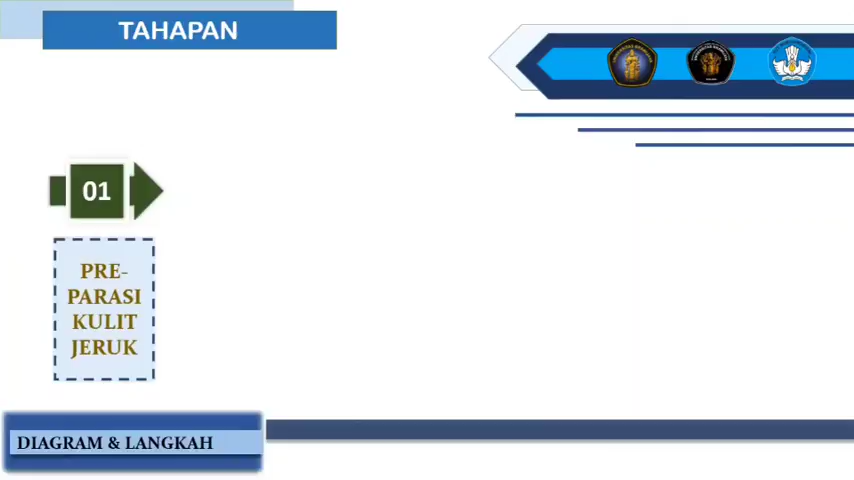 TAHAPAN
01
PRE-
PARASI
KULIT
JERUK
DIAGRAM & LANGKAH